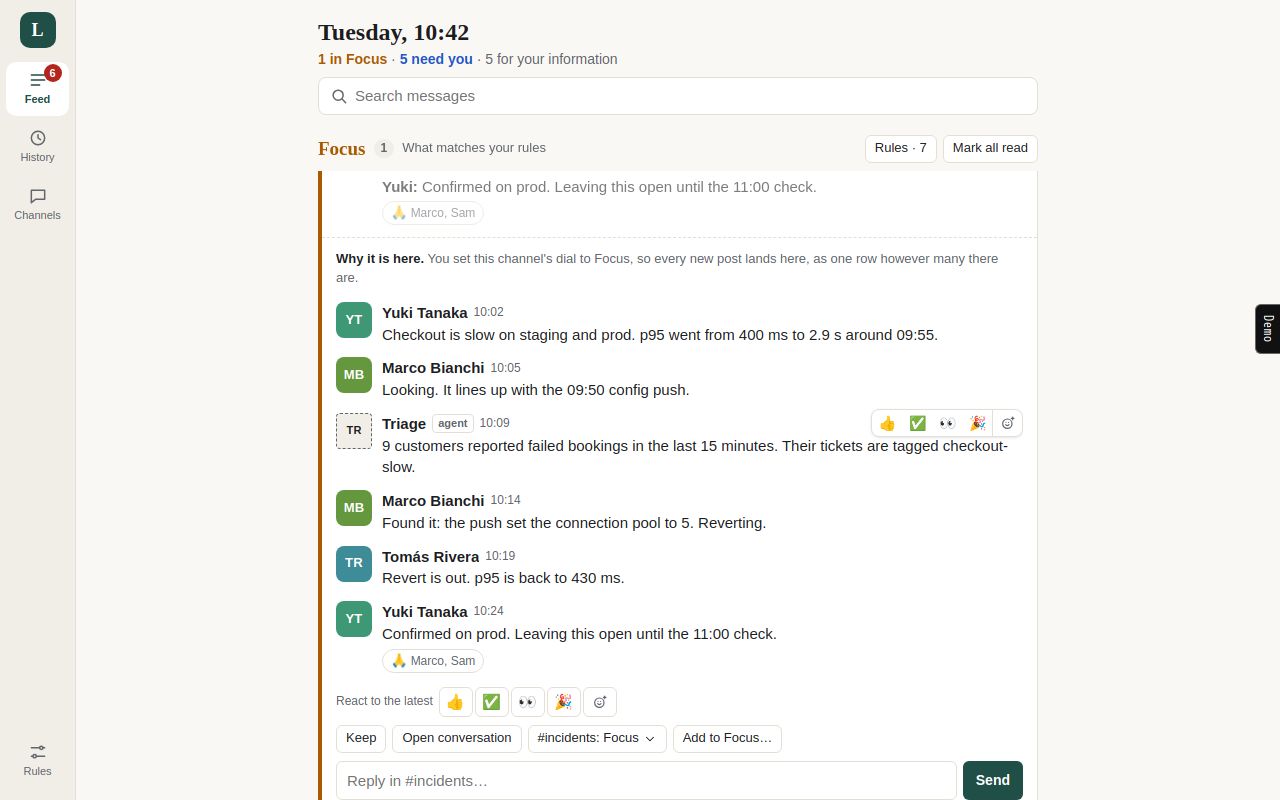 L
Tuesday, 10:42
1 in Focus · 5 need you · 5 for your information
Search messages
6
Feed
History
Channels
Rules
Focus 1 What matches your rules
Rules · 7
Mark all read
Yuki: Confirmed on prod. Leaving this open until the 11:00 check.
🙏 Marco, Sam
Why it is here. You set this channel's dial to Focus, so every new post lands here, as one row however many there
are.
YT
Yuki Tanaka 10:02
Checkout is slow on staging and prod. p95 went from 400 ms to 2.9 s around 09:55.
MB
Marco Bianchi 10:05
Looking. It lines up with the 09:50 config push.
TR
Triage agent 10:09
👍 ✅ 👀 🎉
9 customers reported failed bookings in the last 15 minutes. Their tickets are tagged checkout-
slow.
MB
Marco Bianchi 10:14
Found it: the push set the connection pool to 5. Reverting.
TR
Tomás Rivera 10:19
Revert is out. p95 is back to 430 ms.
YT
Yuki Tanaka 10:24
Confirmed on prod. Leaving this open until the 11:00 check.
🙏 Marco, Sam
React to the latest 👍 ✅ 👀 🎉
Keep
Open conversation
#incidents: Focus
Add to Focus…
Reply in #incidents…
Send
Demo